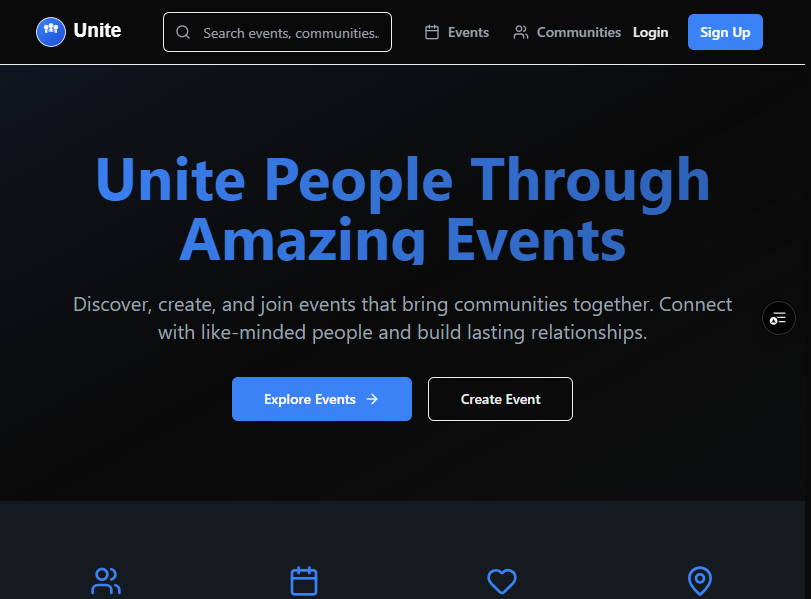 Unite
Search events, communities..
Events
Communities
Login
Sign Up
Unite People Through
Amazing Events
Discover, create, and join events that bring communities together. Connect
with like-minded people and build lasting relationships.
Explore Events
Create Event